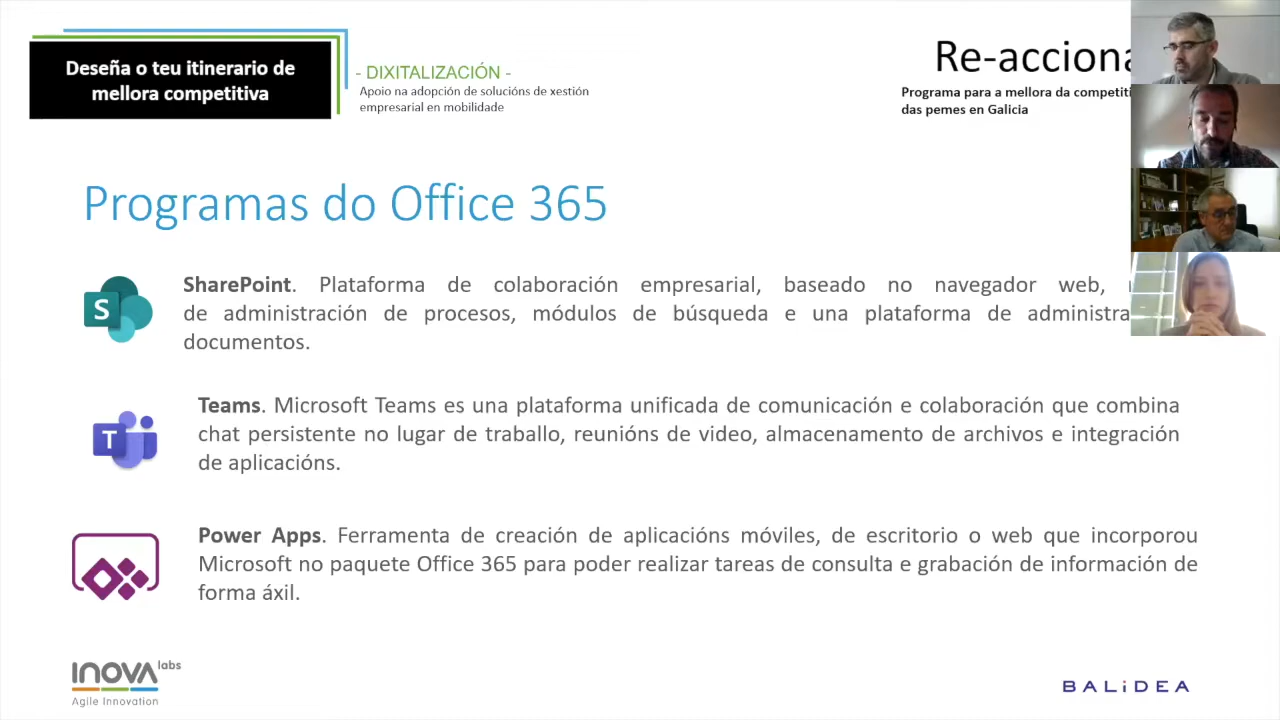 Deseña o teu itinerario de
mellora competitiva
- DIXITALIZACIÓN -
Apoio na adopción de solucións de xestión
empresarial en mobilidade
Re-acciona
Programa para a mellora da competiti
das pemes en Galicia
Programas do Office 365
S
SharePoint. Plataforma de colaboración empresarial, baseado no navegador web,
de administración de procesos, módulos de búsqueda e una plataforma de administra
documentos.
T
Teams. Microsoft Teams es una plataforma unificada de comunicación e colaboración que combina
chat persistente no lugar de traballo, reunións de video, almacenamento de archivos e integración
de aplicacións.
Power Apps. Ferramenta de creación de aplicacións móviles, de escritorio o web que incorporou
Microsoft no paquete Office 365 para poder realizar tareas de consulta e grabación de información de
forma áxil.
INOVA labs
Agile Innovation
BALiDEA